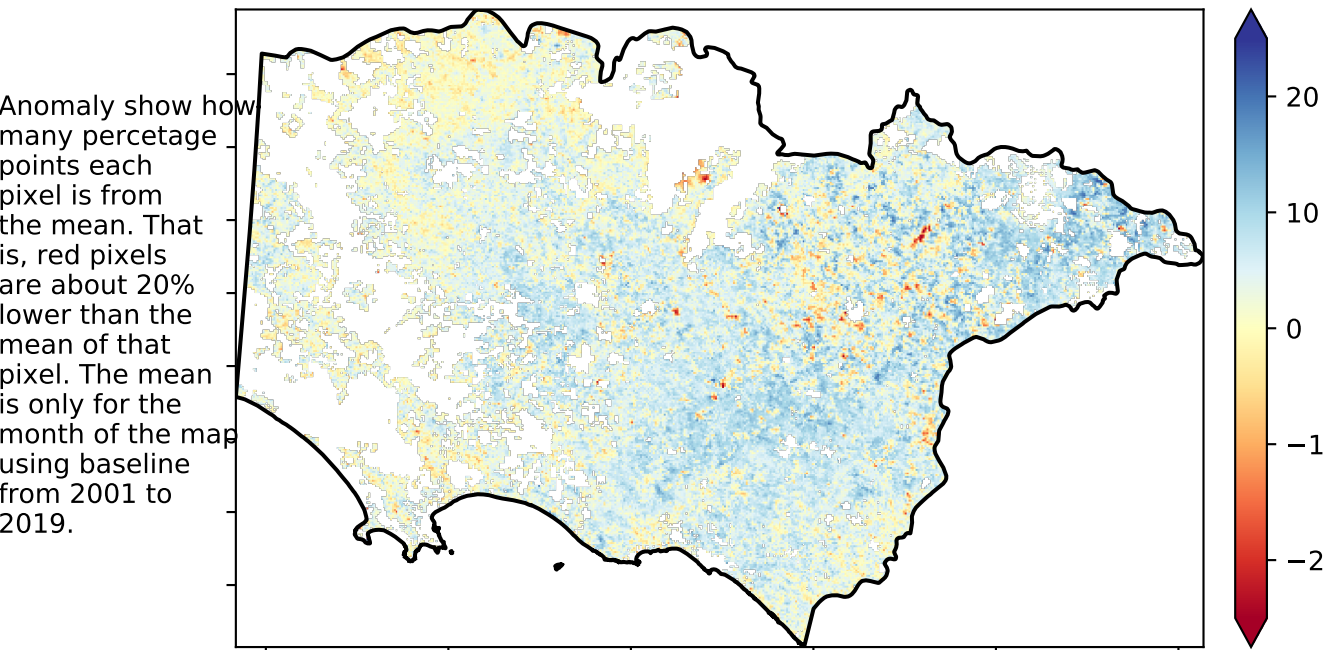 Anomaly show how
many percetage
points each
pixel is from
the mean. That
is, red pixels
are about 20%
lower than the
mean of that
pixel. The mean
is only for the
month of the map
using baseline
from 2001 to
2019.
20
10
0
−1
−2